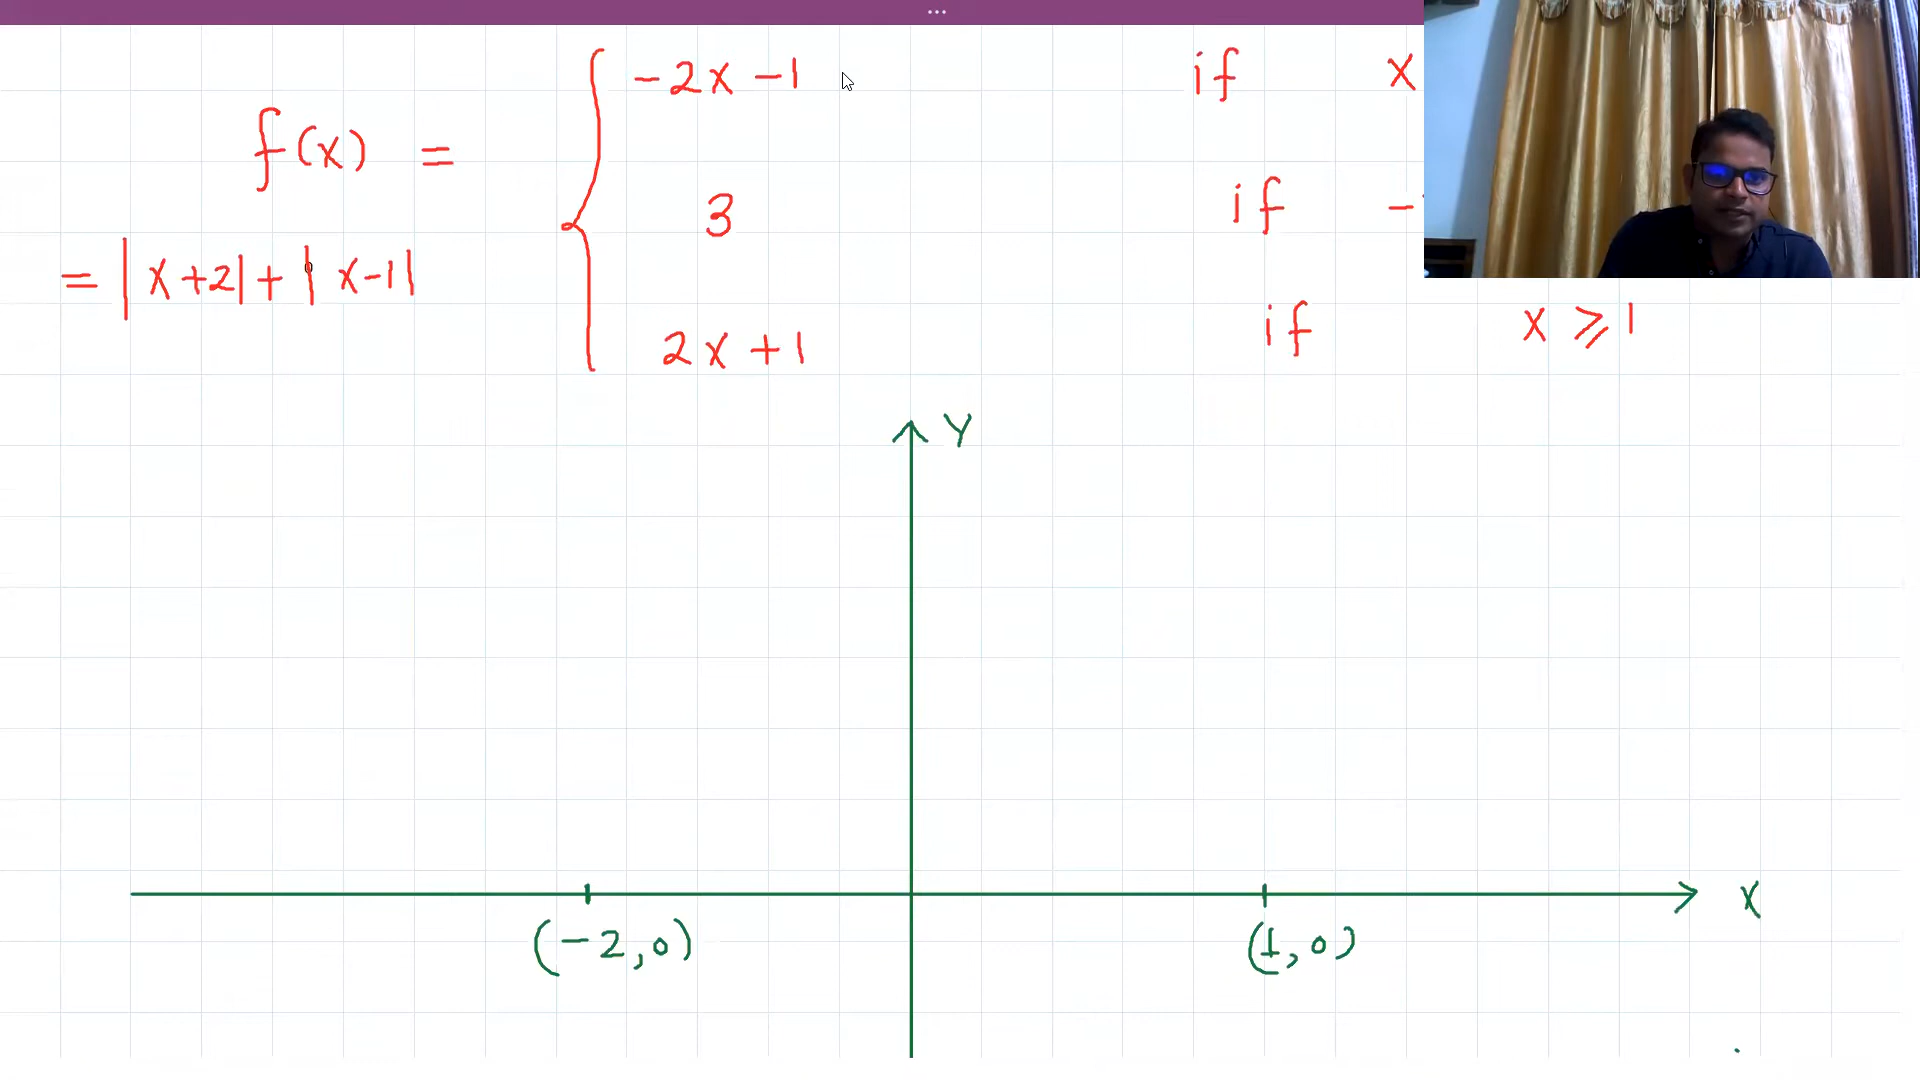 -2x-1 if x
f(x) =
3 if -
= |x+2| + |x-1|
2x+1 if x ⩾ 1
Y
X
(-2,0) (1,0)